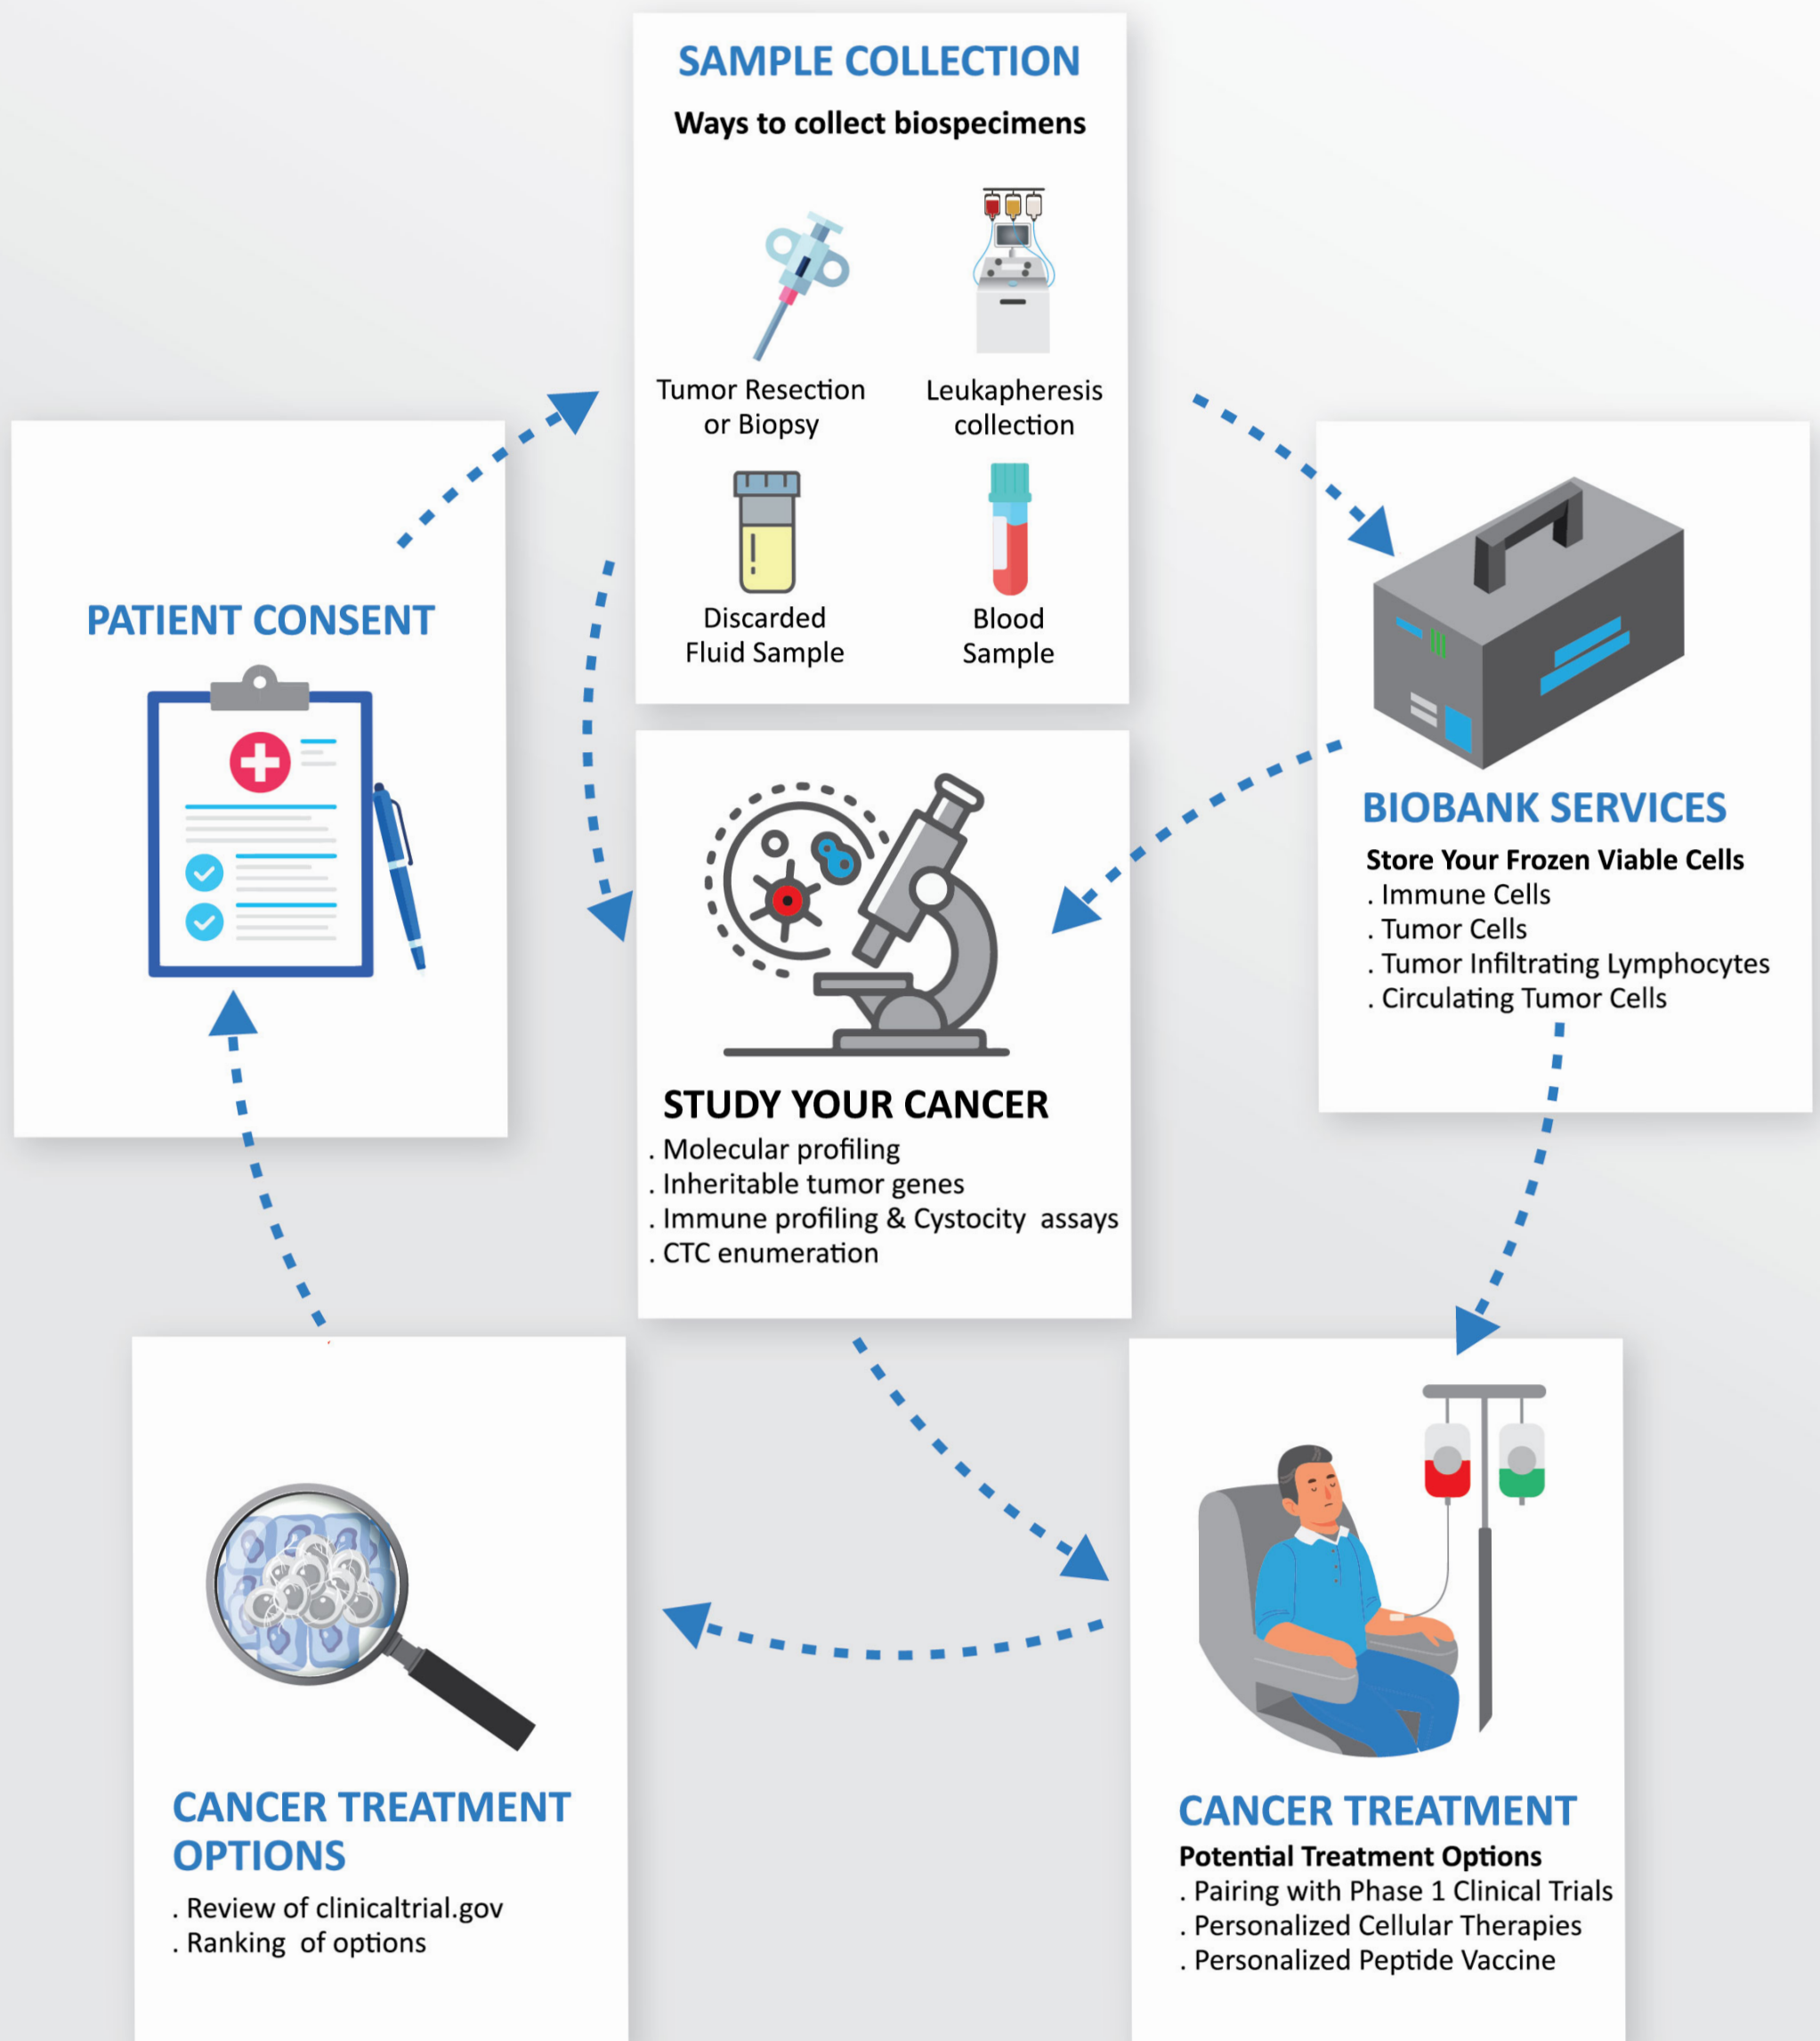 SAMPLE COLLECTION
Ways to collect biospecimens
Tumor Resection
or Biopsy
Leukapheresis
collection
Discarded
Fluid Sample
Blood
Sample
PATIENT CONSENT
BIOBANK SERVICES
Store Your Frozen Viable Cells
. Immune Cells
. Tumor Cells
. Tumor Infiltrating Lymphocytes
. Circulating Tumor Cells
STUDY YOUR CANCER
. Molecular profiling
. Inheritable tumor genes
. Immune profiling & Cystocity  assays
. CTC enumeration
CANCER TREATMENT
OPTIONS
. Review of clinicaltrial.gov
. Ranking  of options
CANCER TREATMENT
Potential Treatment Options
. Pairing with Phase 1 Clinical Trials
. Personalized Cellular Therapies
. Personalized Peptide Vaccine